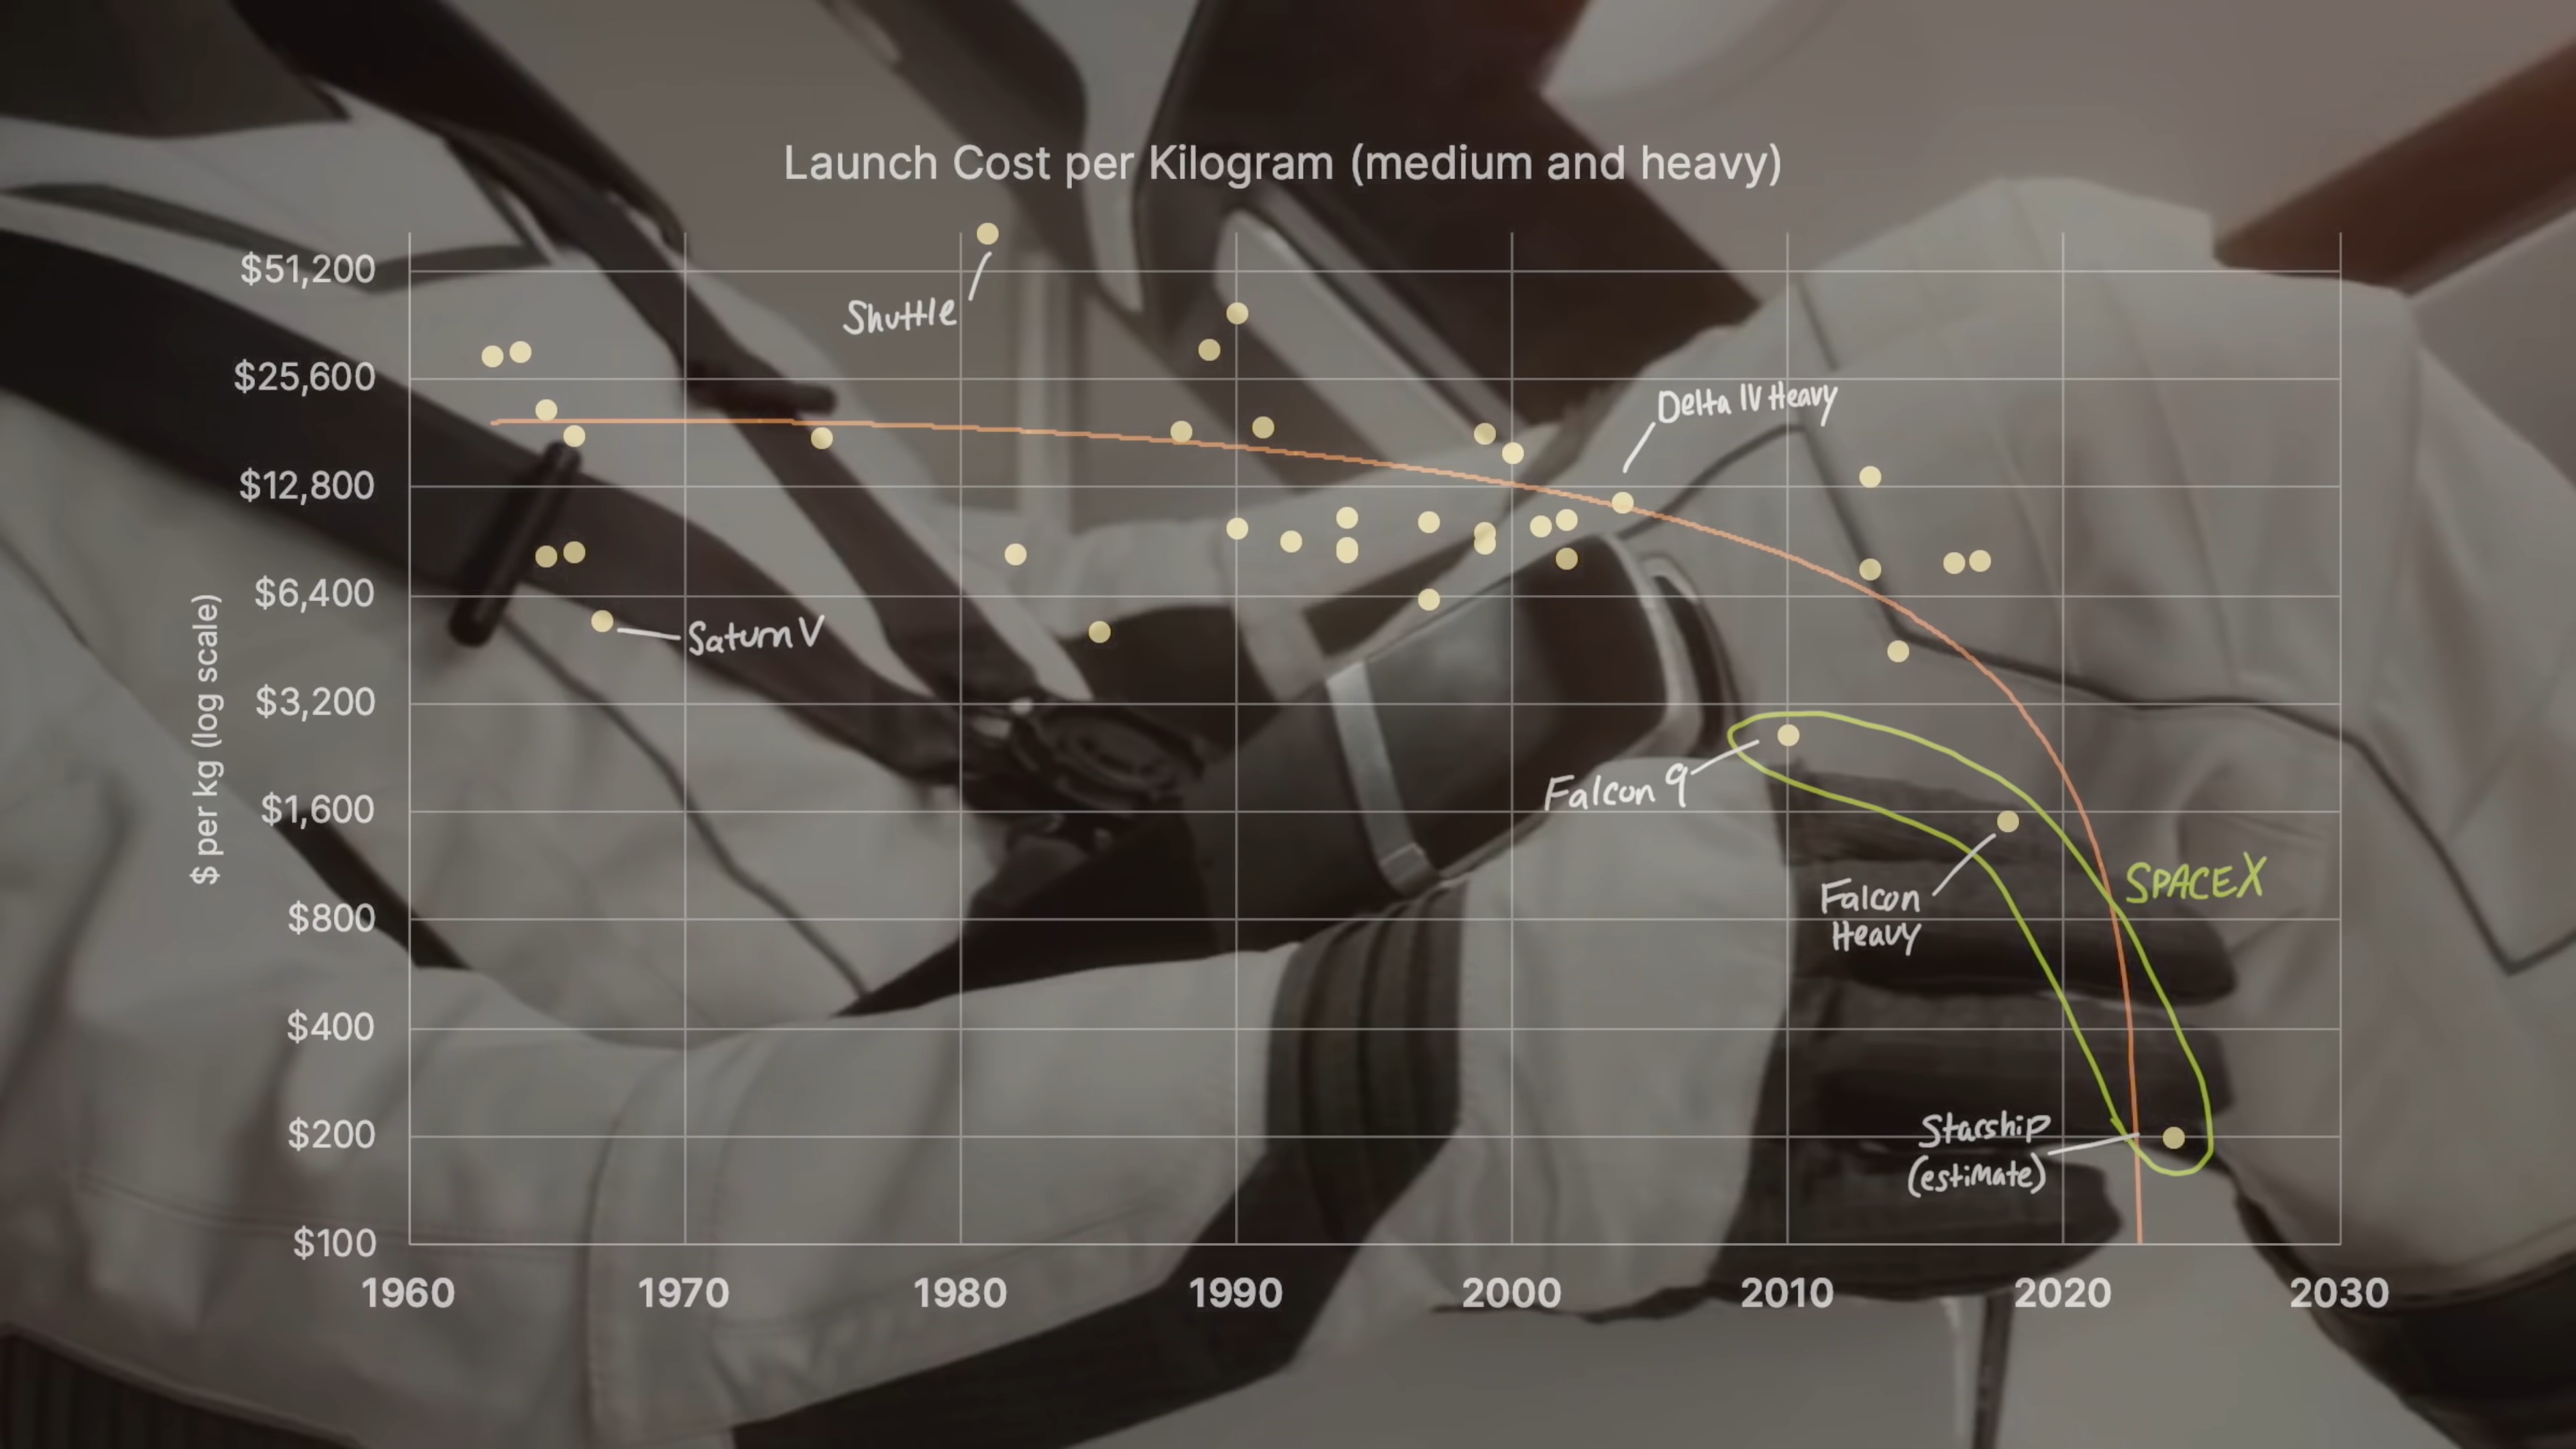 Launch Cost per Kilogram (medium and heavy)
$51,200
Shuttle
$25,600
Delta IV Heavy
$12,800
$6,400
Saturn V
$ per kg (log scale)
$3,200
Falcon 9
$1,600
SPACEX
Falcon
Heavy
$800
$400
Starship
(estimate)
$200
$100
1960 1970 1980 1990 2000 2010 2020 2030